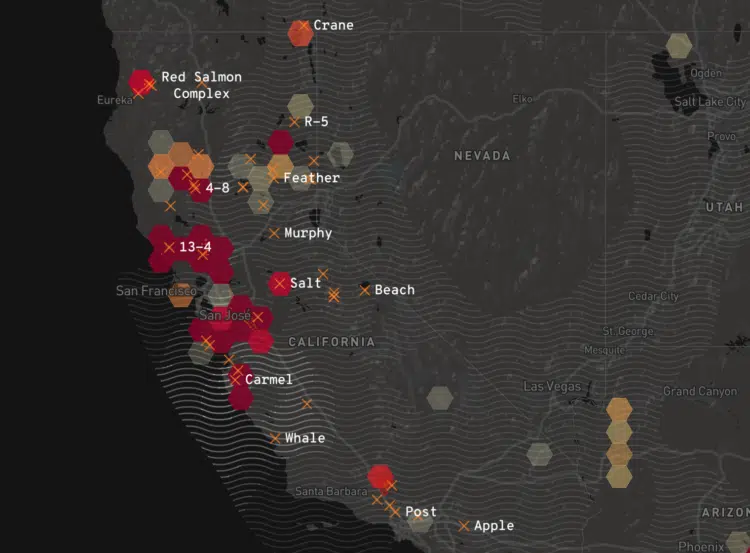 Crane
Ogden
Red Salmon
Complex
Eureka
Elko
Salt Lake City
R-5
Provo
NEVADA
Feather
4-8
UTAH
Murphy
13-4
Salt
San Francisco
Beach
Cedar City
San José
St. George
CALIFORNIA
Mesquite
Carmel
Las Vegas
Grand Canyon
Whale
Santa Barbara
Post
ARIZON
Apple
Phoenix